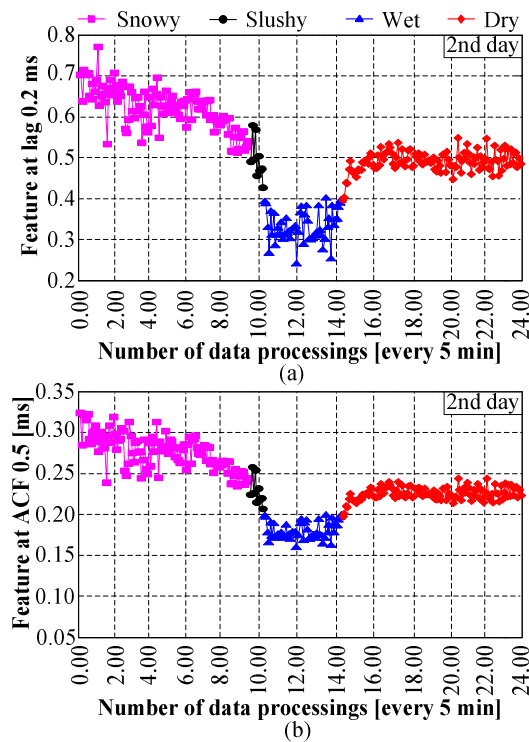 Snowy Slushy Wet Dry
2nd day
0.8
0.7
0.6
0.5
0.4
0.3
0.2
Feature at lag 0.2 ms
0.00 2.00 4.00 6.00 8.00 10.00 12.00 14.00 16.00 18.00 20.00 22.00 24.00
Number of data processings [every 5 min]
(a)
2nd day
0.35
0.30
0.25
0.20
0.15
0.10
0.05
Feature at ACF 0.5 [ms]
0.00 2.00 4.00 6.00 8.00 10.00 12.00 14.00 16.00 18.00 20.00 22.00 24.00
Number of data processings [every 5 min]
(b)